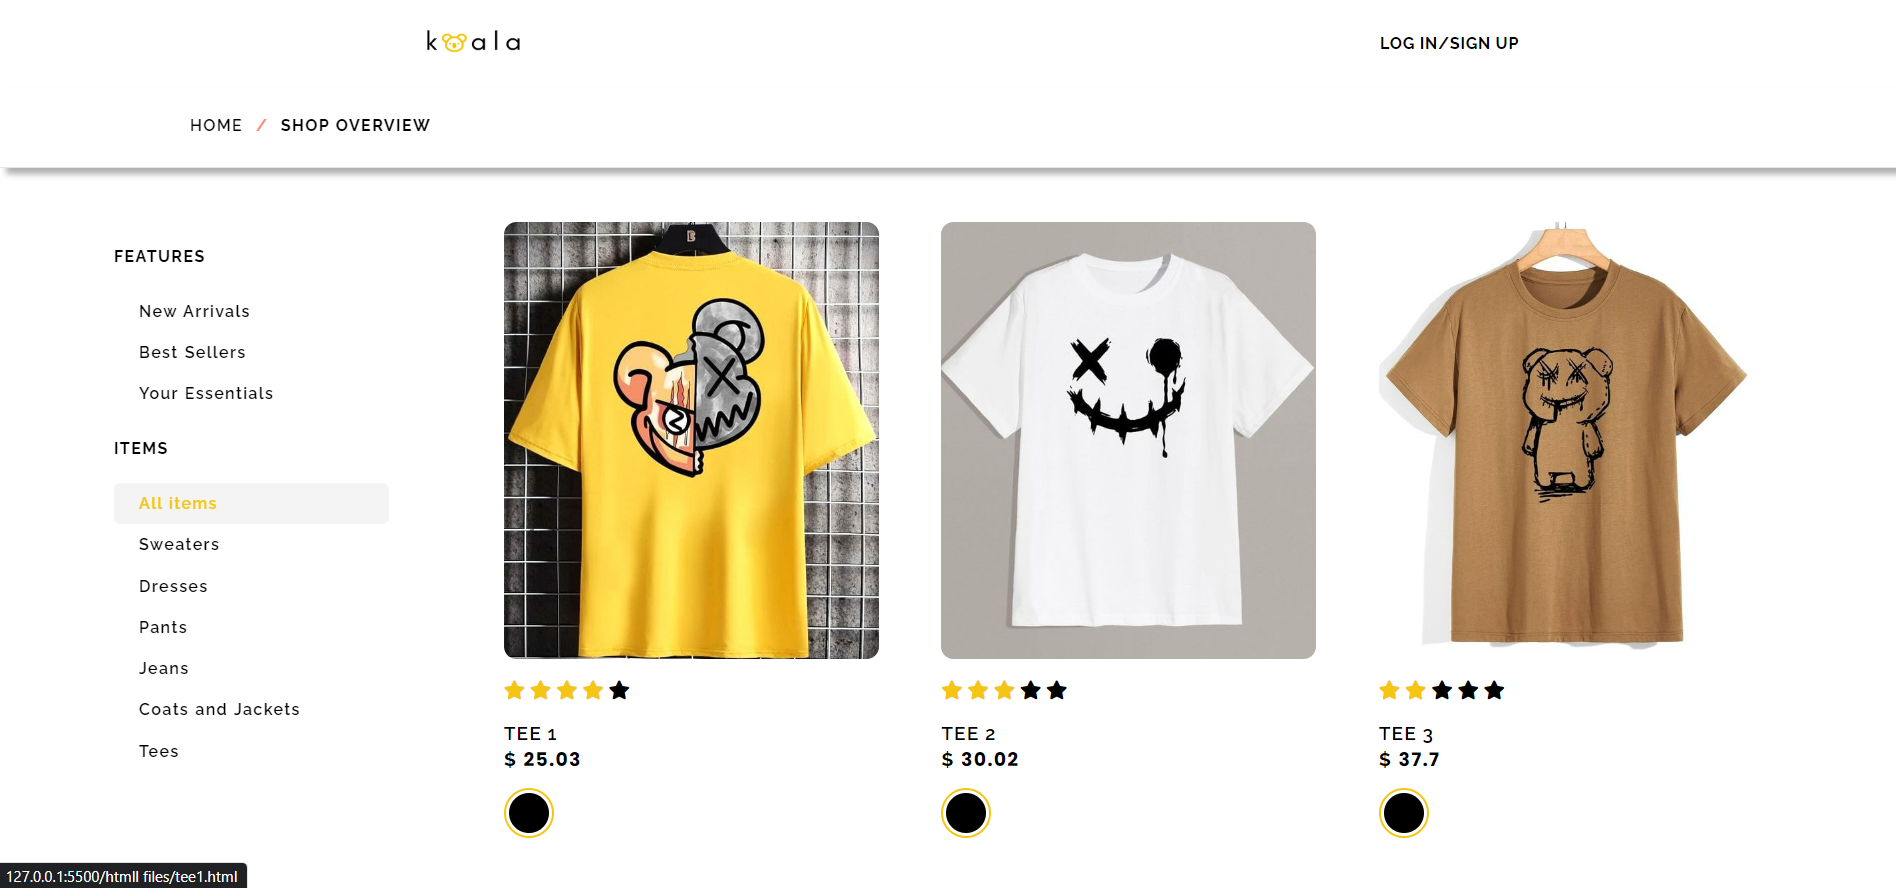 koala
LOG IN/SIGN UP
HOME / SHOP OVERVIEW
FEATURES
New Arrivals
Best Sellers
Your Essentials
ITEMS
All items
Sweaters
Dresses
Pants
Jeans
Coats and Jackets
Tees
TEE 1
$ 25.03
TEE 2
$ 30.02
TEE 3
$ 37.7
127.0.0.1:5500/htmll files/tee1.html